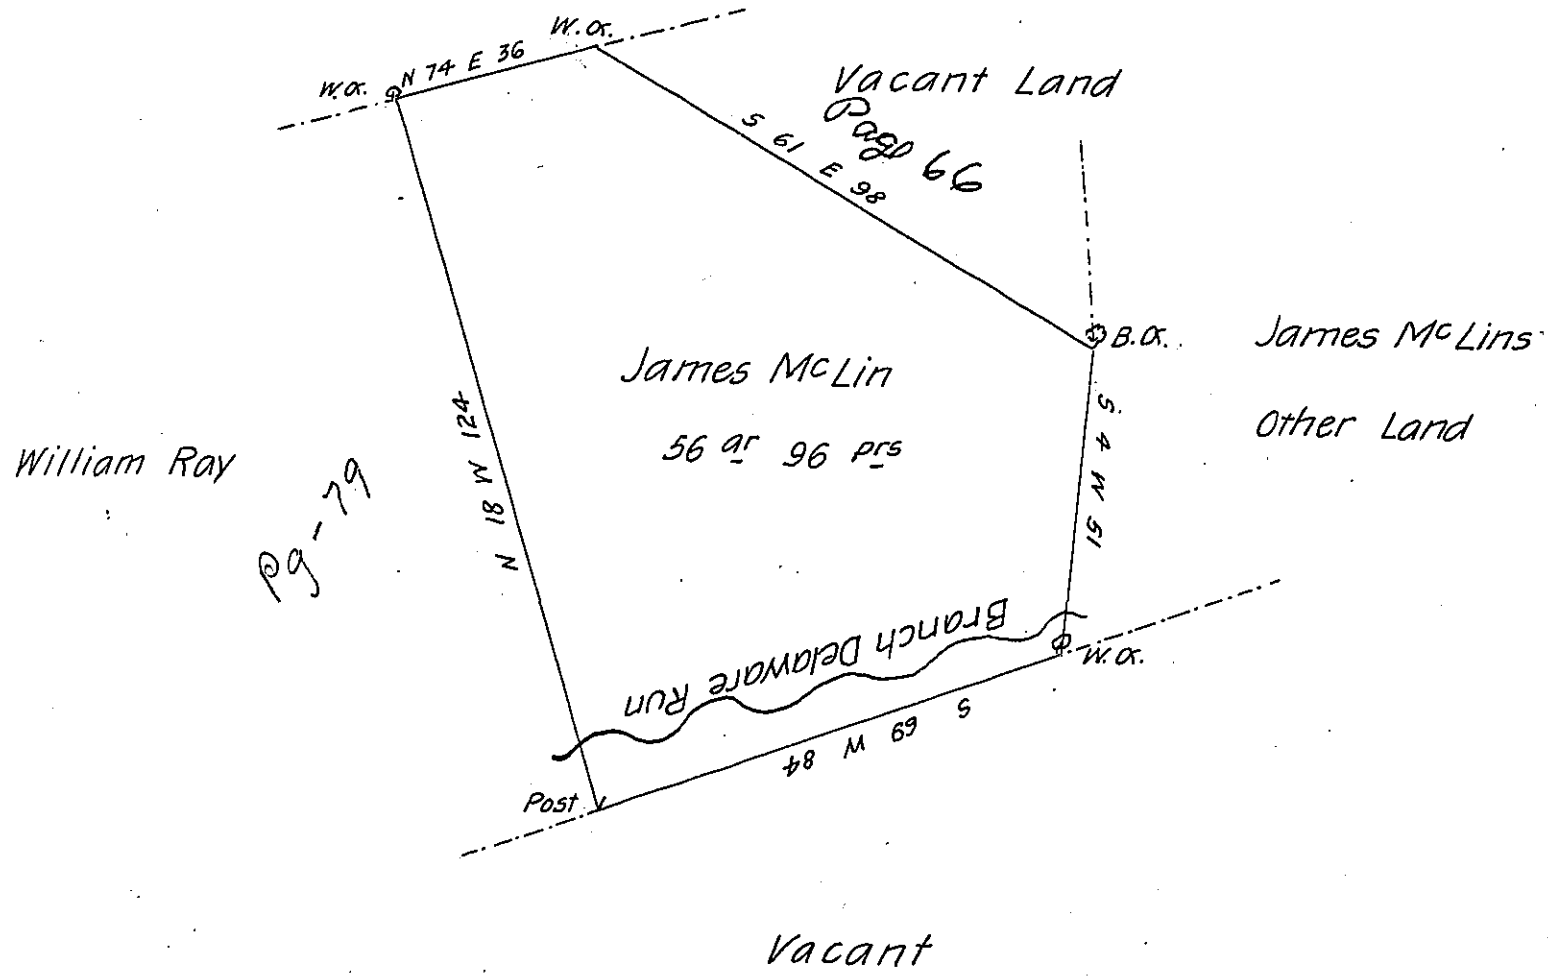 W.O.
N 74 E 36
W.O.
Vacant Land
Page 66
S 61 E 98
B.O.
James McLins
Other Land
James McLin
56 ar 96 prs
S 4 W 51
N 18 W 124
William Ray
pg-79
Branch Delaware Run
W.O.
S 69 W 84
Post
Vacant